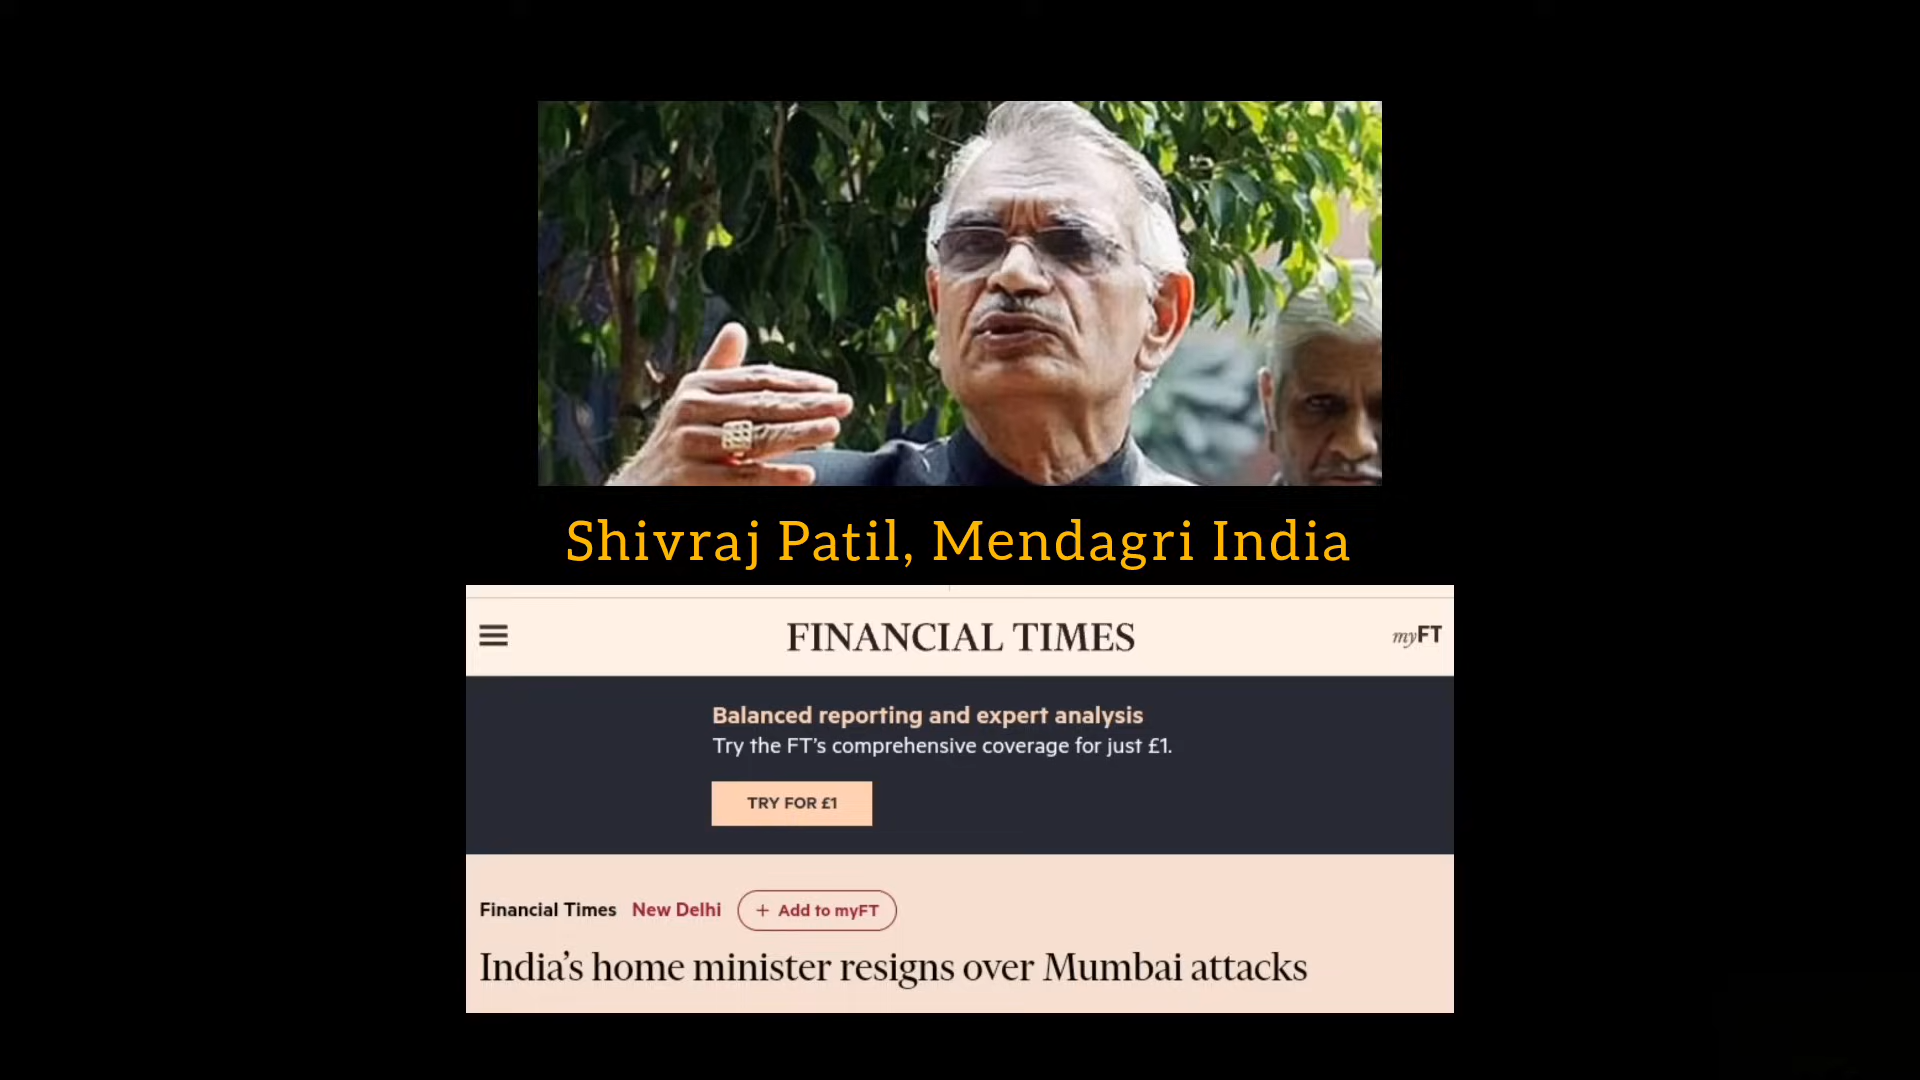 Shivraj Patil, Mendagri India
FINANCIAL TIMES
myFT
Balanced reporting and expert analysis
Try the FT’s comprehensive coverage for just £1.
TRY FOR £1
Financial Times New Delhi + Add to myFT
India’s home minister resigns over Mumbai attacks